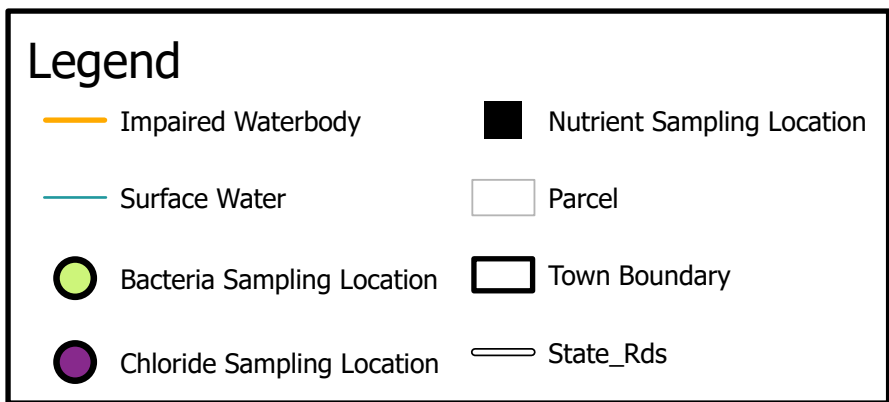 Legend
Impaired Waterbody
Surface Water
Bacteria Sampling Location
Chloride Sampling Location
Nutrient Sampling Location
Parcel
Town Boundary
State_Rds